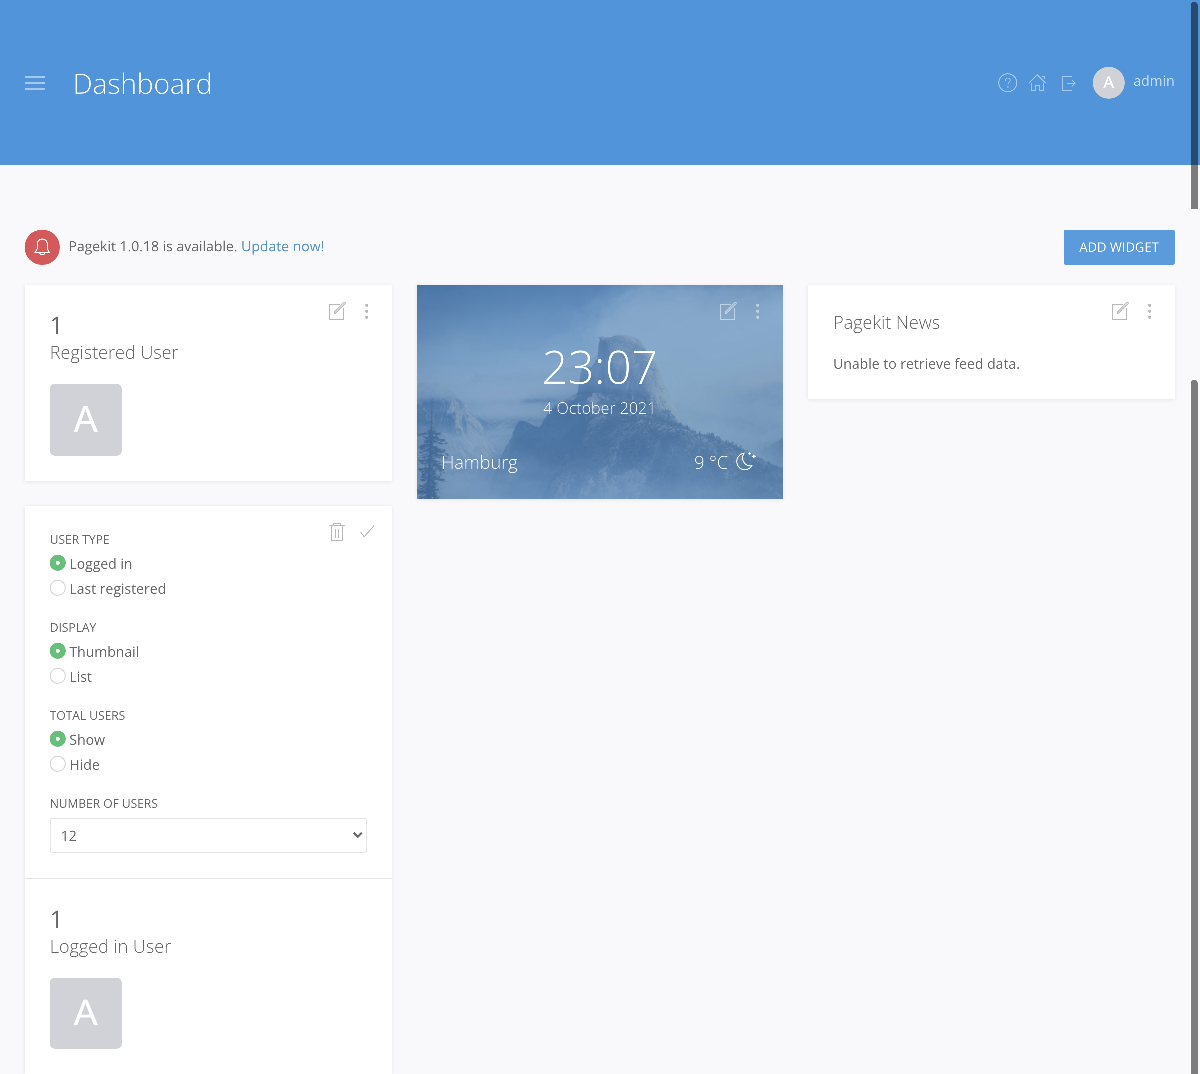 Dashboard
A admin
Pagekit 1.0.18 is available. Update now!
ADD WIDGET
1
Registered User
A
23:07
4 October 2021
Hamburg
9 °C
Pagekit News
Unable to retrieve feed data.
USER TYPE
Logged in
Last registered
DISPLAY
Thumbnail
List
TOTAL USERS
Show
Hide
NUMBER OF USERS
12
1
Logged in User
A